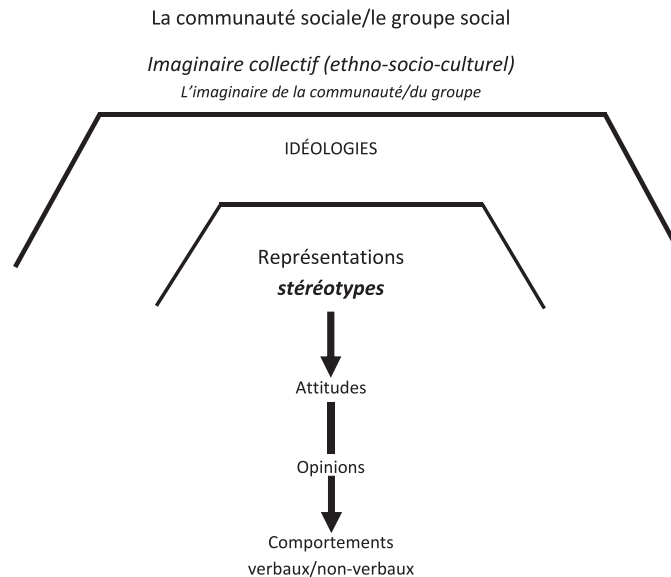 La communauté sociale/le groupe social
Imaginaire collectif (ethno-socio-culturel)
L’imaginaire de la communauté/du groupe
IDÉOLOGIES
Représentations
stéréotypes
Attitudes
Opinions
Comportements
verbaux/non-verbaux